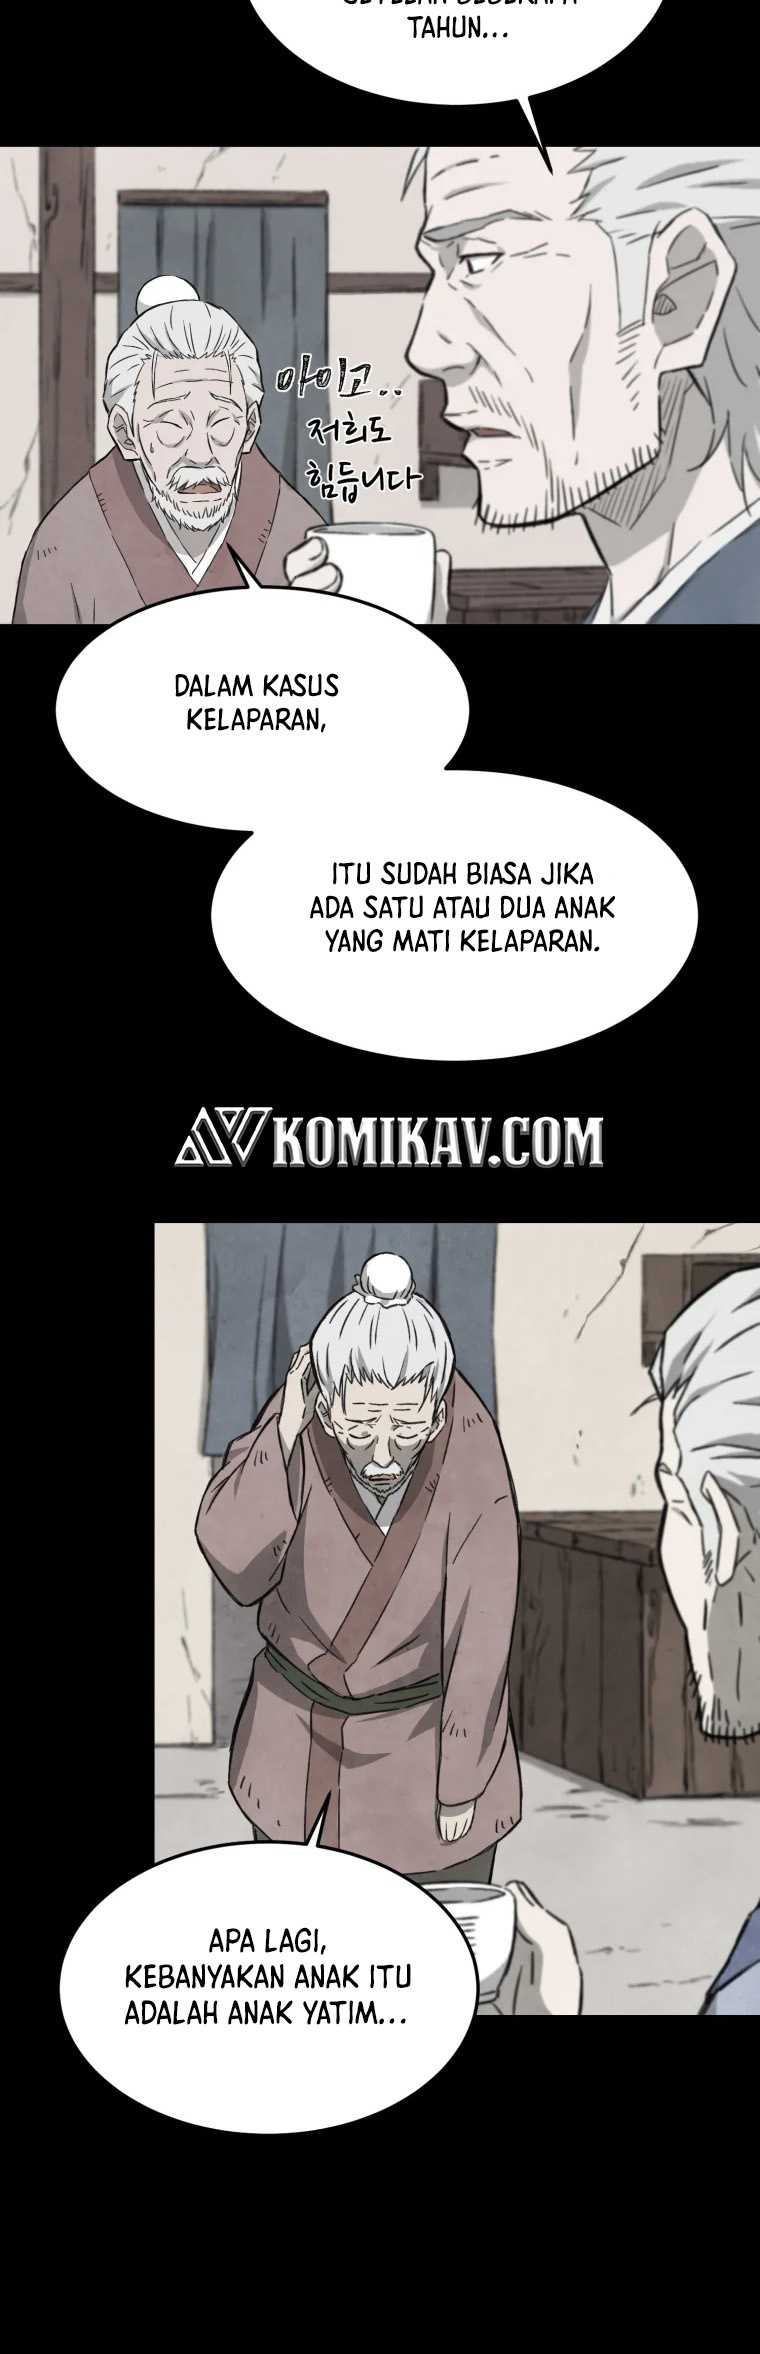 TAHUN...
아이고..
저희도
힘듭니다
DALAM KASUS
KELAPARAN,
ITU SUDAH BIASA JIKA
ADA SATU ATAU DUA ANAK
YANG MATI KELAPARAN.
KOMIKAV.COM
APA LAGI,
KEBANYAKAN ANAK ITU
ADALAH ANAK YATIM...